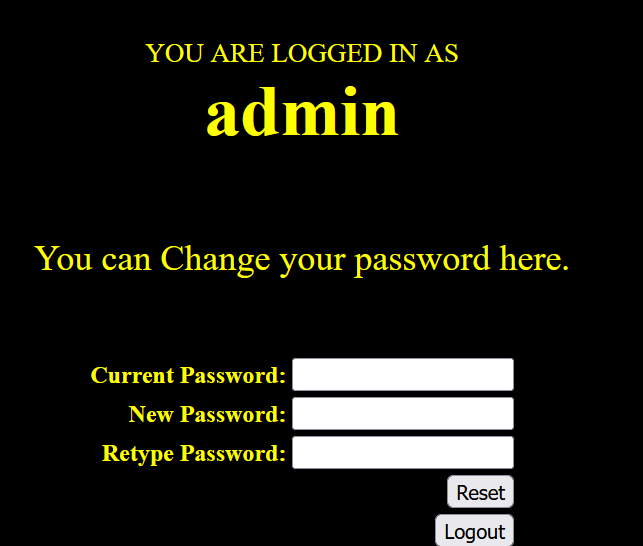 YOU ARE LOGGED IN AS
admin
You can Change your password here.
Current Password:
New Password:
Retype Password:
Reset
Logout